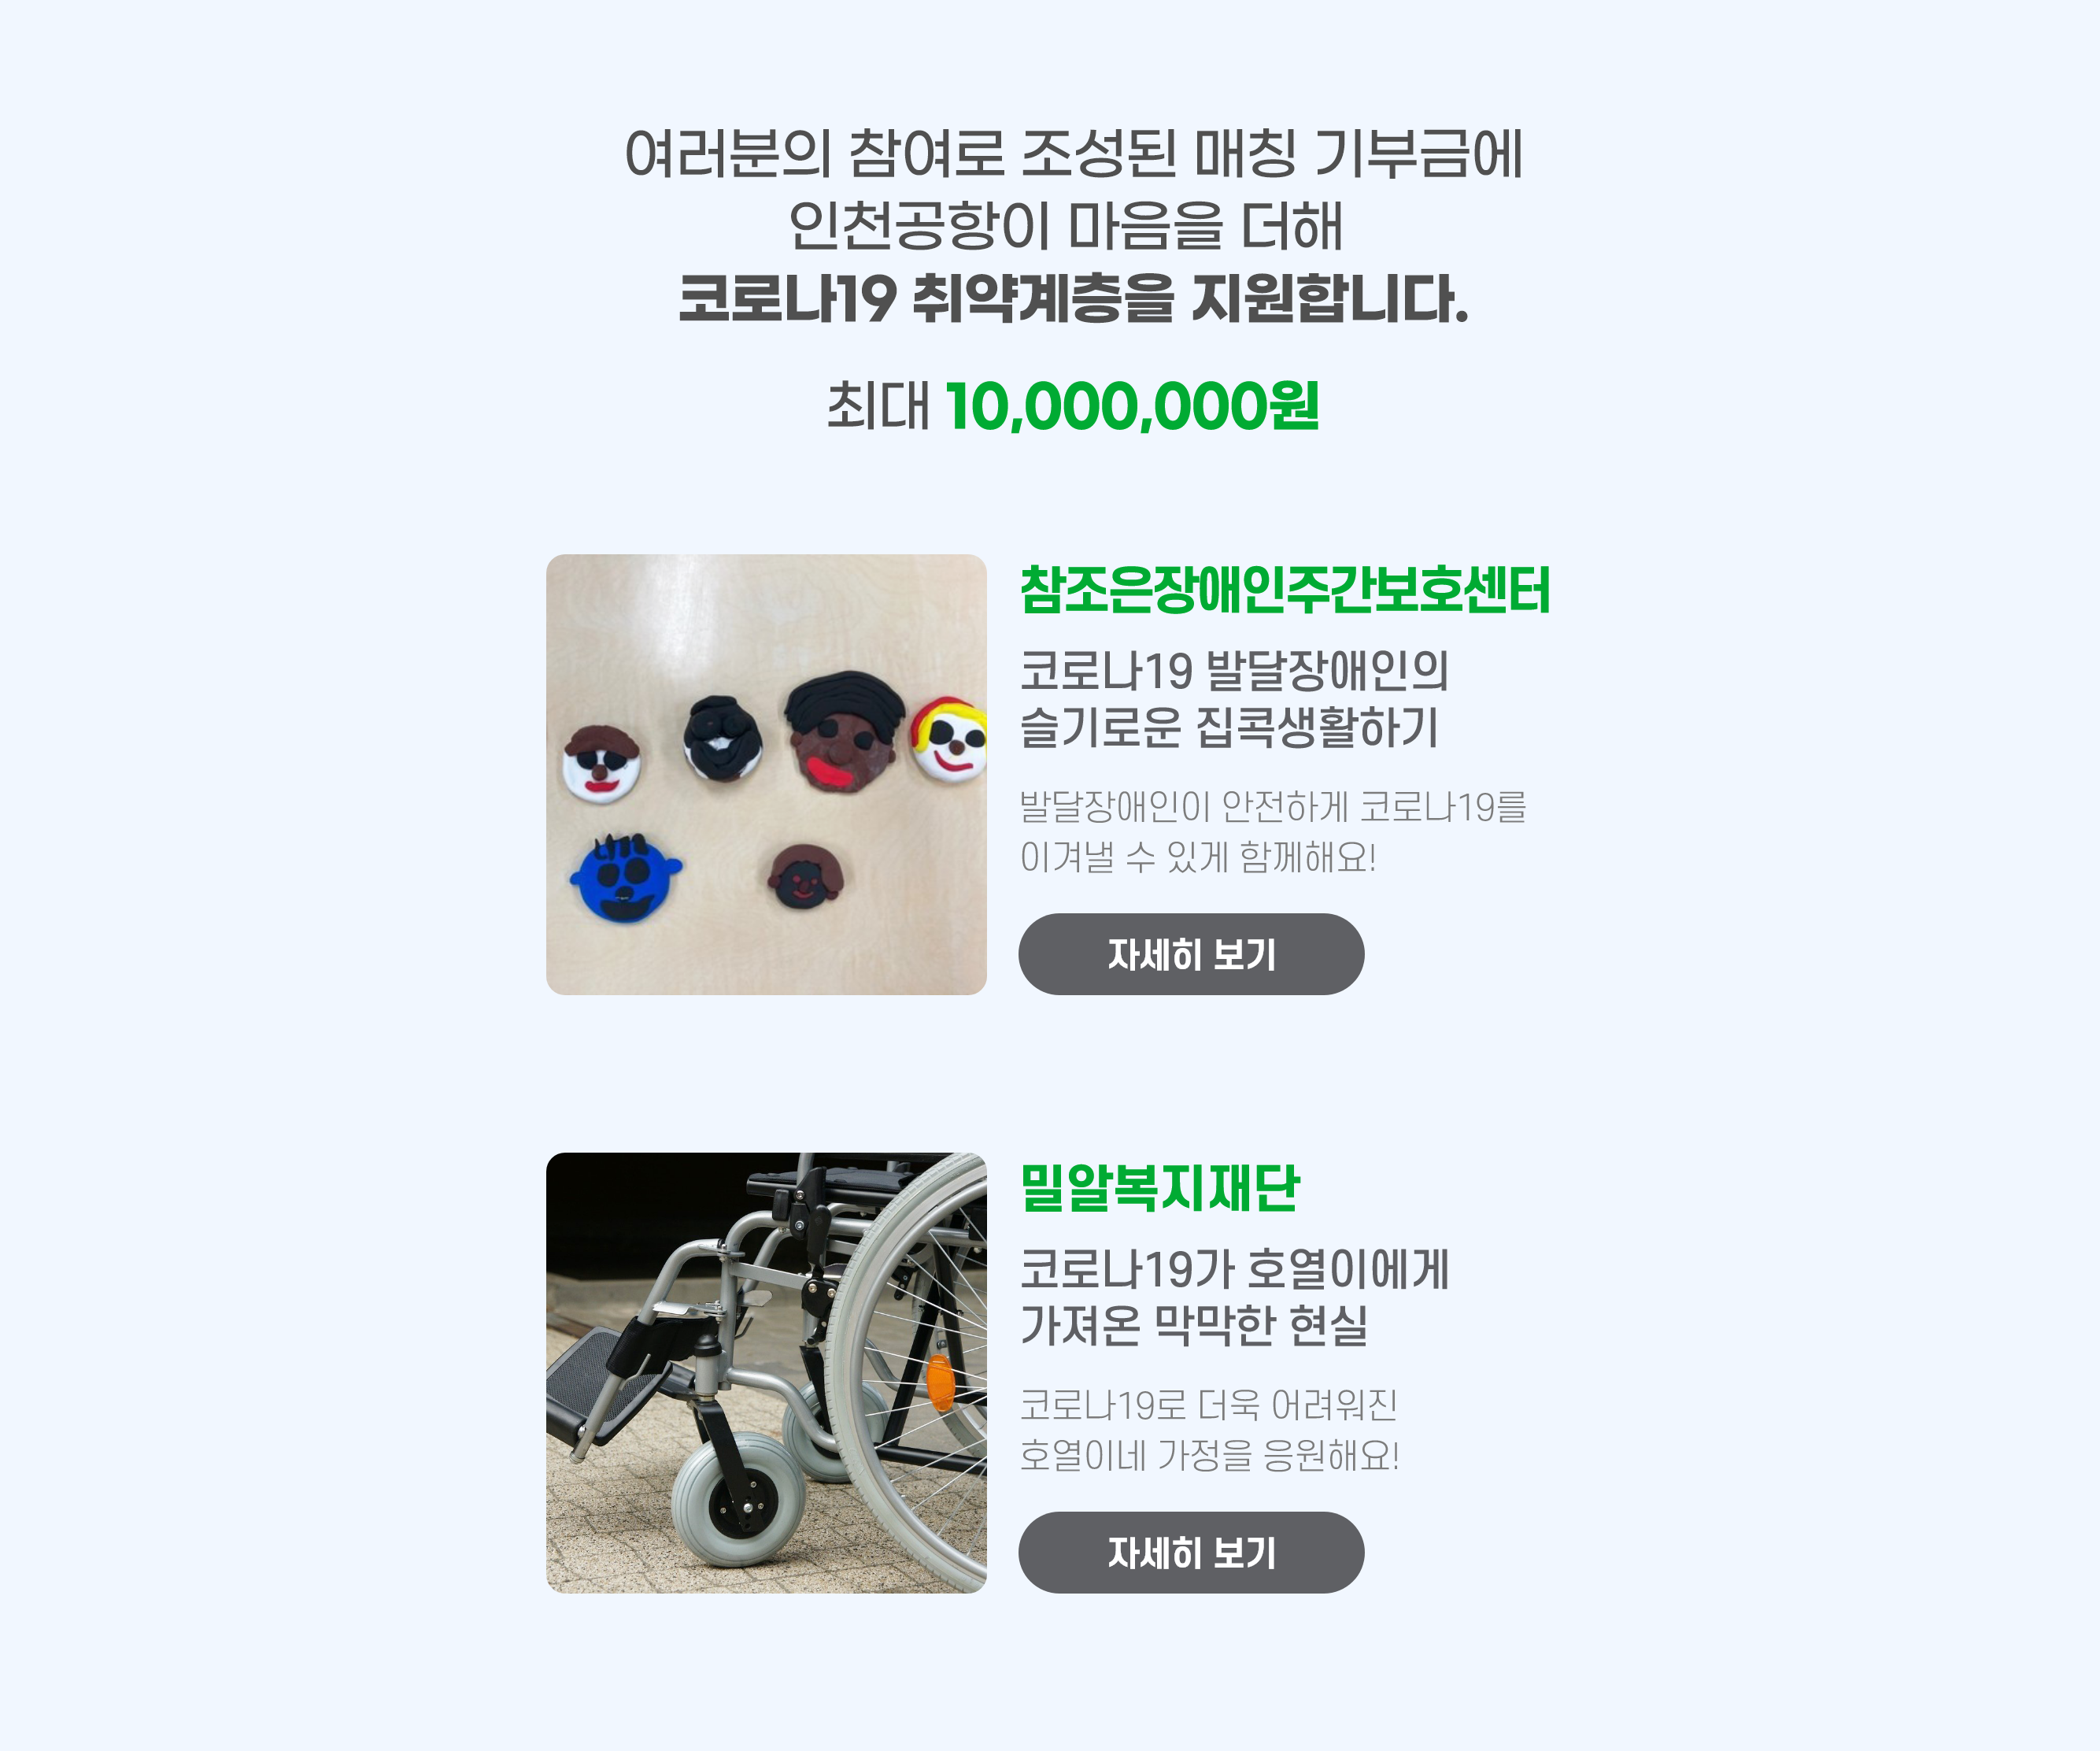 여러분의 참여로 조성된 매칭 기부금에
인천공항이 마음을 더해
코로나19 취약계층을 지원합니다.
최대 10,000,000원
참조은장애인주간보호센터
코로나19 발달장애인의
슬기로운 집콕생활하기
발달장애인이 안전하게 코로나19를
이겨낼 수 있게 함께해요!
자세히 보기
밀알복지재단
코로나19가 호열이에게
가져온 막막한 현실
코로나19로 더욱 어려워진
호열이네 가정을 응원해요!
자세히 보기